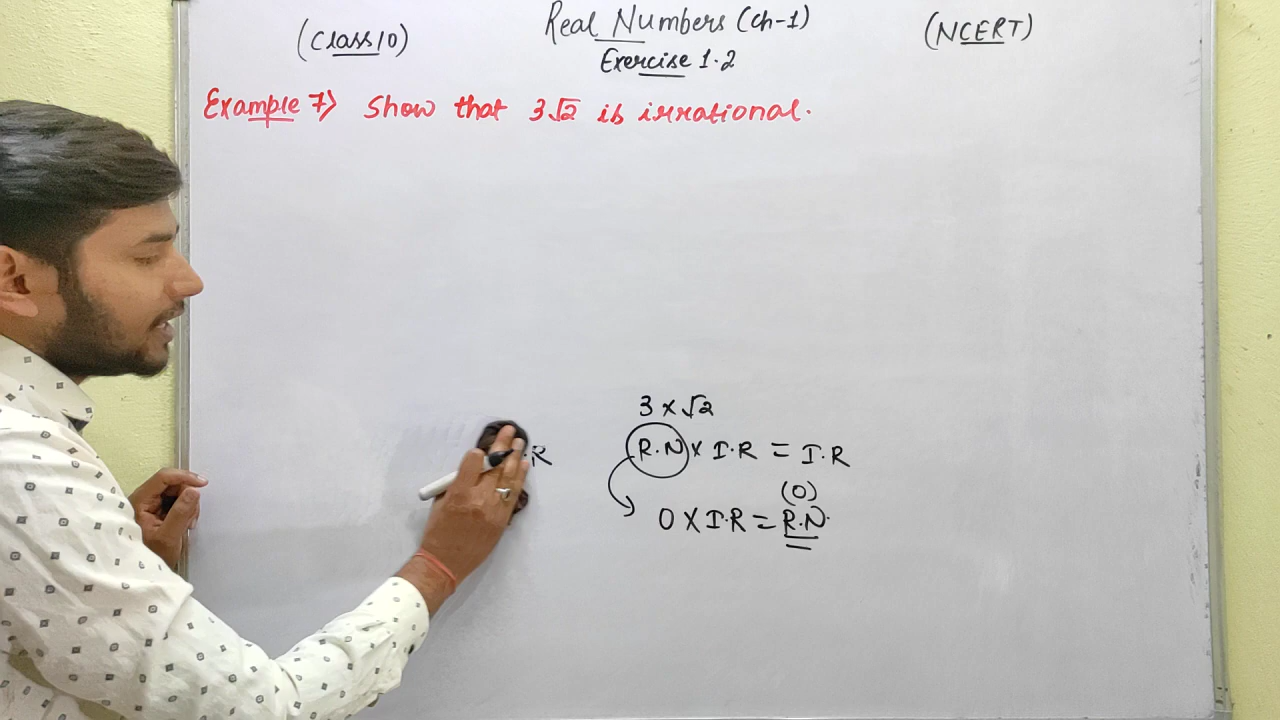 (Class 10)
Real Numbers (Ch-1)
(NCERT)
Exercise 1.2
Example 7) Show that 3√2 is irrational.
3 × √2
R.N × I.R = I.R
(0)
0 × I.R = R.N.